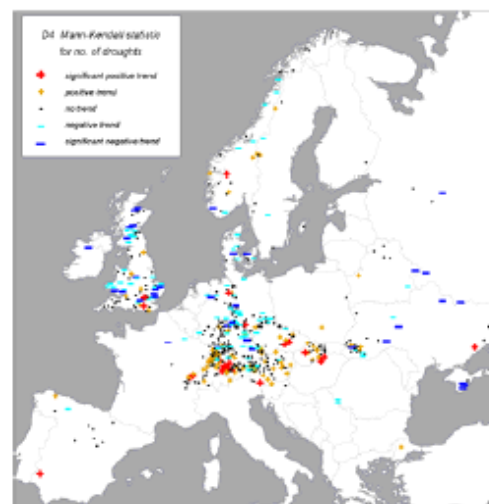 D4 Mann-Kendall statistic
for no. of droughts
significant positive trend
positive trend
no trend
negative trend
significant negative trend